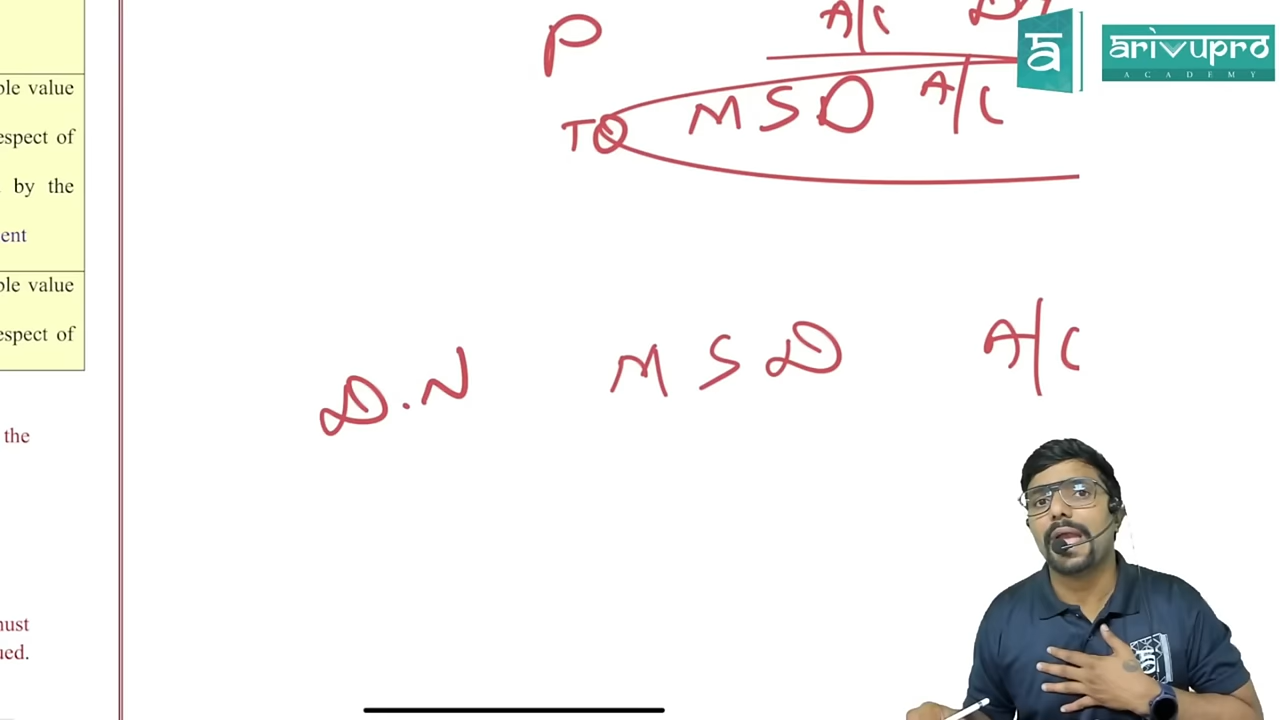 A/C
P
arivupro
ACADEMY
To MSD A/C
ble value
espect of
by the
ent
ble value
espect of
D.N MSD A/C
the
nust
ued.